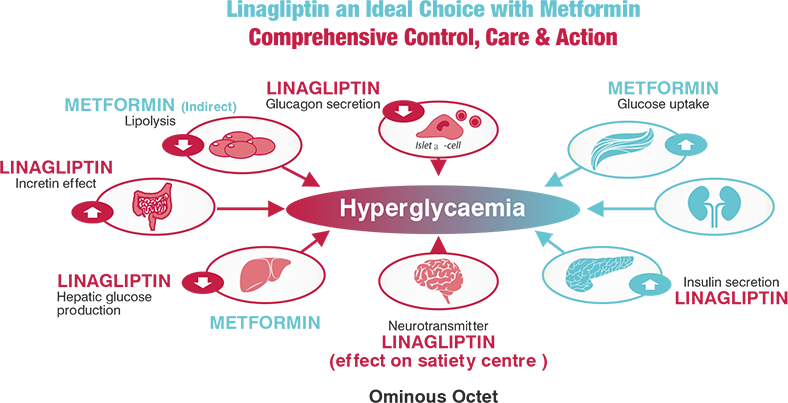 Linagliptin an Ideal Choice with Metformin
Comprehensive Control, Care & Action
METFORMIN (Indirect)
Lipolysis
LINAGLIPTIN
Glucagon secretion
Islet a -cell
METFORMIN
Glucose uptake
LINAGLIPTIN
Incretin effect
Hyperglycaemia
LINAGLIPTIN
Hepatic glucose
production
METFORMIN
Neurotransmitter
LINAGLIPTIN
(effect on satiety centre )
Insulin secretion
LINAGLIPTIN
Ominous Octet